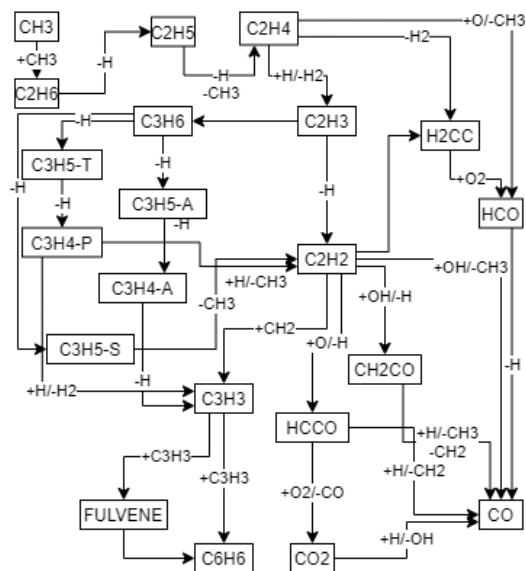 CH3
C2H5
C2H4
+O/-CH3
+CH3
-H
-H2
C2H6
-H
-CH3
+H/-H2
-H
C3H6
C2H3
H2CC
C3H5-T
-H
-H
+O2
-H
C3H5-A
-H
HCO
-H
C3H4-P
C2H2
+OH/-CH3
C3H4-A
+H/-CH3
-CH3
+OH/-H
+CH2
+O/-H
C3H5-S
-H
CH2CO
-H
+H/-H2
C3H3
HCCO
+H/-CH3
-CH2
+C3H3
+C3H3
+H/-CH2
+O2/-CO
FULVENE
CO
+H/-OH
C6H6
CO2